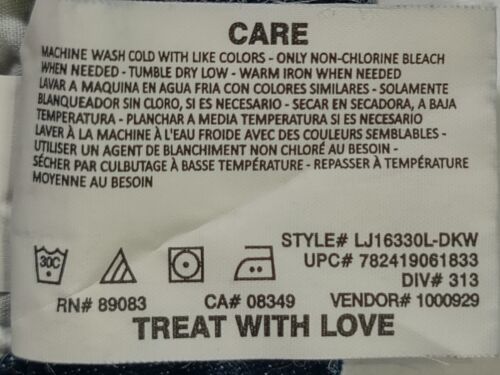 CARE
MACHINE WASH COLD WITH LIKE COLORS - ONLY NON-CHLORINE BLEACH
WHEN NEEDED - TUMBLE DRY LOW - WARM IRON WHEN NEEDED
LAVAR A MAQUINA EN AGUA FRIA CON COLORES SIMILARES - SOLAMENTE
BLANQUEADOR SIN CLORO, SI ES NECESARIO - SECAR EN SECADORA, A BAJA
TEMPERATURA - PLANCHAR A MEDIA TEMPERATURA SI ES NECESARIO
LAVER À LA MACHINE À L'EAU FROIDE AVEC DES COULEURS SEMBLABLES -
UTILISER UN AGENT DE BLANCHIMENT NON CHLORÉ AU BESOIN -
SÉCHER PAR CULBUTAGE À BASSE TEMPÉRATURE - REPASSER À TEMPÉRATURE
MOYENNE AU BESOIN
30C
STYLE# LJ16330L-DKW
UPC# 782419061833
DIV# 313
RN# 89083 CA# 08349 VENDOR# 1000929
TREAT WITH LOVE